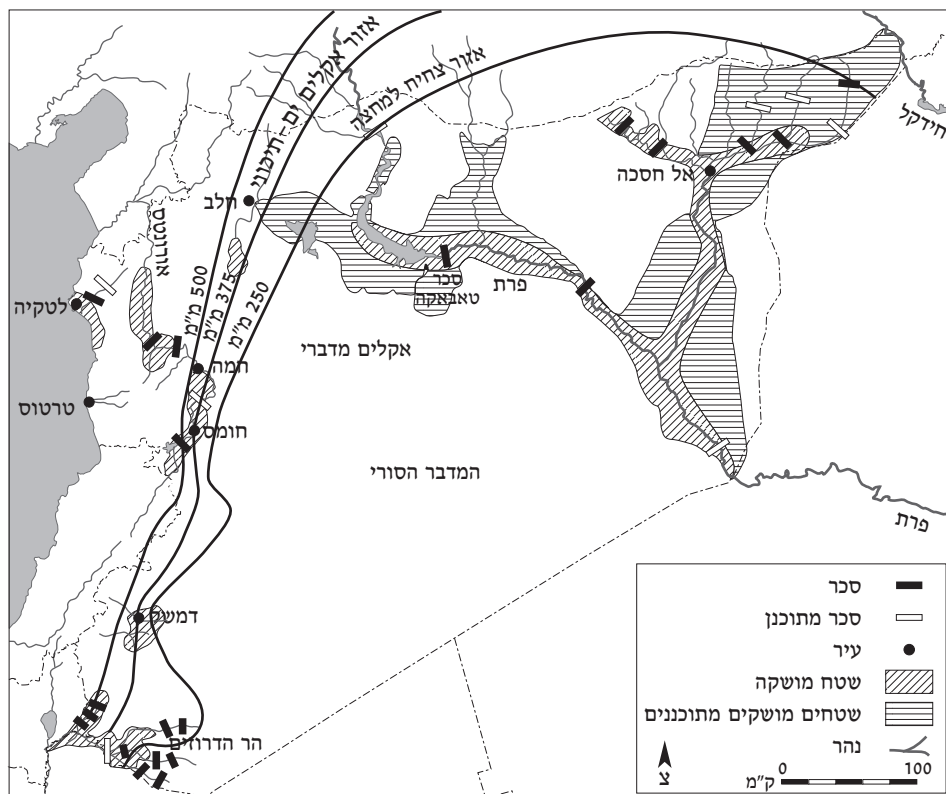 אזור אקלים ים-תיכוני
אזור צחיח למחצה
חידקל
אל חסכה
חלב
אורונטס
500 מ"מ
375 מ"מ
250 מ"מ
סכר
טאבאקה
פרת
לטקיה
אקלים מדברי
חמה
טרטוס
חומס
המדבר הסורי
פרת
דמשק
הר הדרוזים
סכר
סכר מתוכנן
עיר
שטח מושקה
שטחים מושקים מתוכננים
נהר
צ
0 100
ק"מ